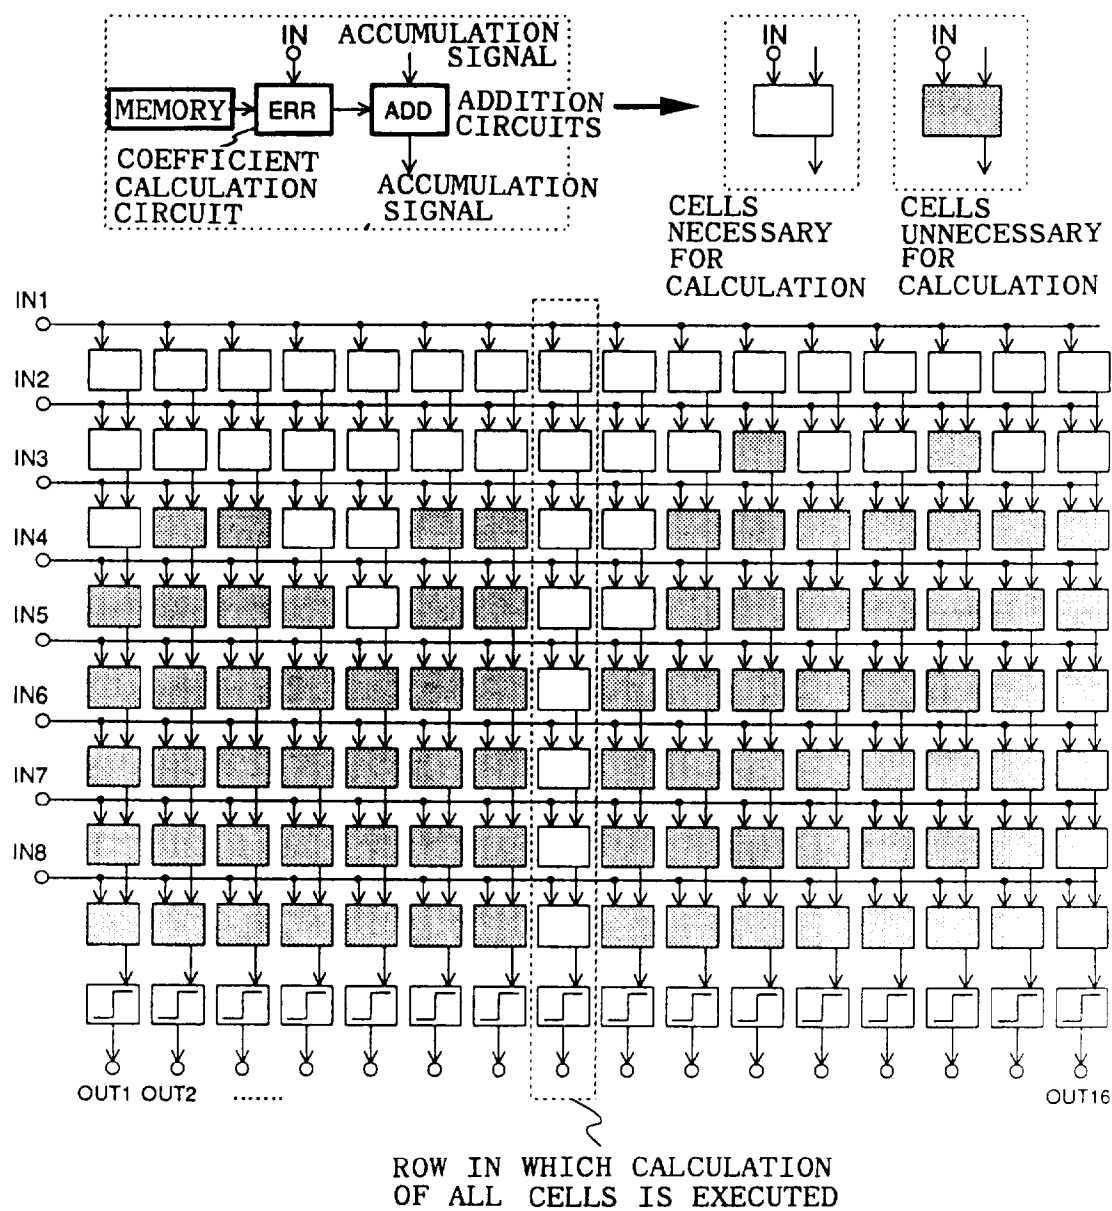 IN
ACCUMULATION
SIGNAL
MEMORY
ERR
ADD
ADDITION
CIRCUITS
COEFFICIENT
CALCULATION
CIRCUIT
ACCUMULATION
SIGNAL
IN
CELLS
NECESSARY
FOR
CALCULATION
IN
CELLS
UNNECESSARY
FOR
CALCULATION
IN1
IN2
IN3
IN4
IN5
IN6
IN7
IN8
OUT1 OUT2 ....... OUT16
ROW IN WHICH CALCULATION
OF ALL CELLS IS EXECUTED